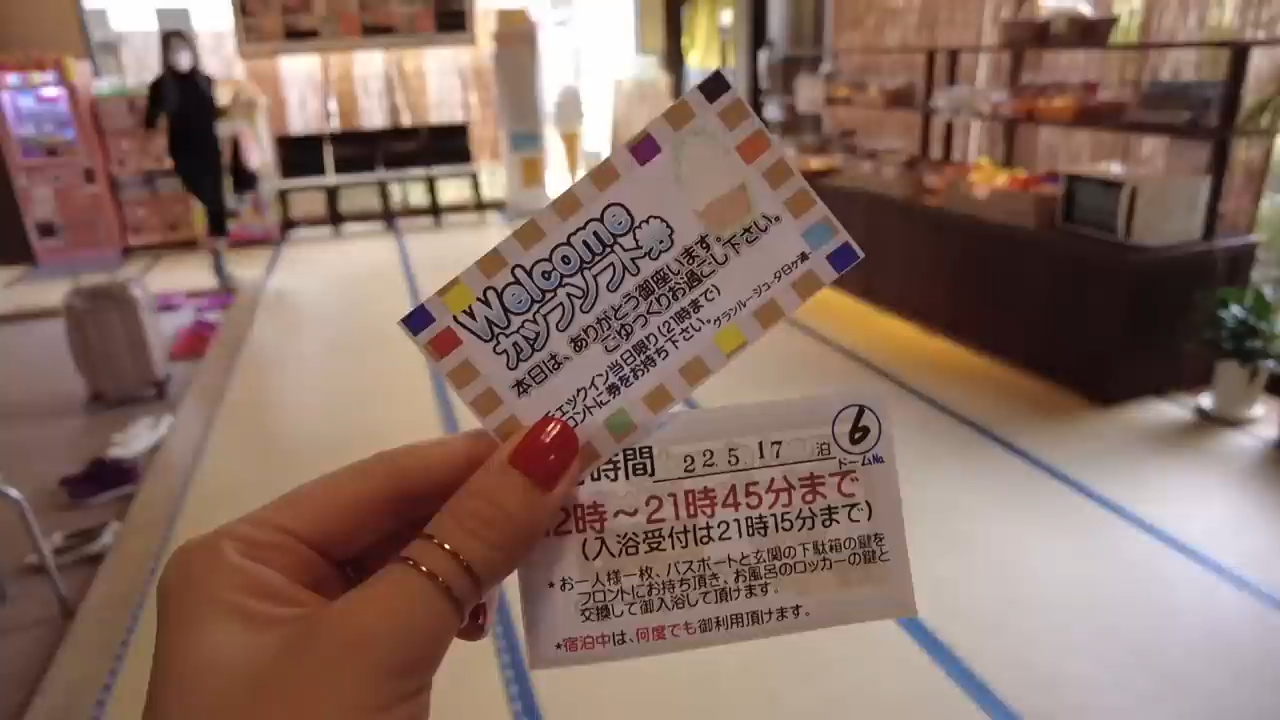 Welcome
カップソフト券
本日は、ありがとう御座います。
ごゆっくりお過ごし下さい。
チェックイン当日限り(21時まで)
フロントに券をお持ち下さい。
グランルージュ-夕日ヶ浦-
時間 22.5.17 泊 6
ドームNo.
2時～21時45分まで
(入浴受付は21時15分まで)
*お一人様一枚、パスポートと玄関の下駄箱の鍵を
フロントにお持ち頂き、お風呂のロッカーの鍵と
交換して御入浴して頂けます。
*宿泊中は、何度でも御利用頂けます。